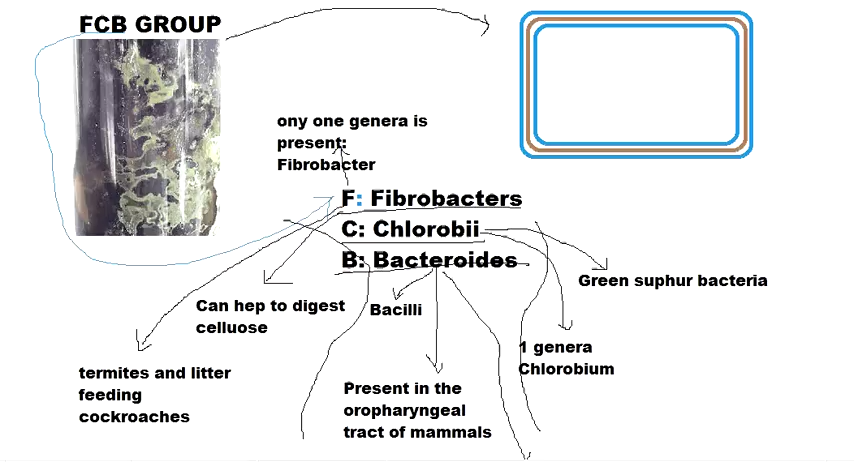 FCB GROUP
ony one genera is
present:
Fibrobacter
F: Fibrobacters
C: Chlorobii
B: Bacteroides
Green suphur bacteria
Can hep to digest
celluose
Bacilli
1 genera
Chlorobium
termites and litter
feeding
cockroaches
Present in the
oropharyngeal
tract of mammals